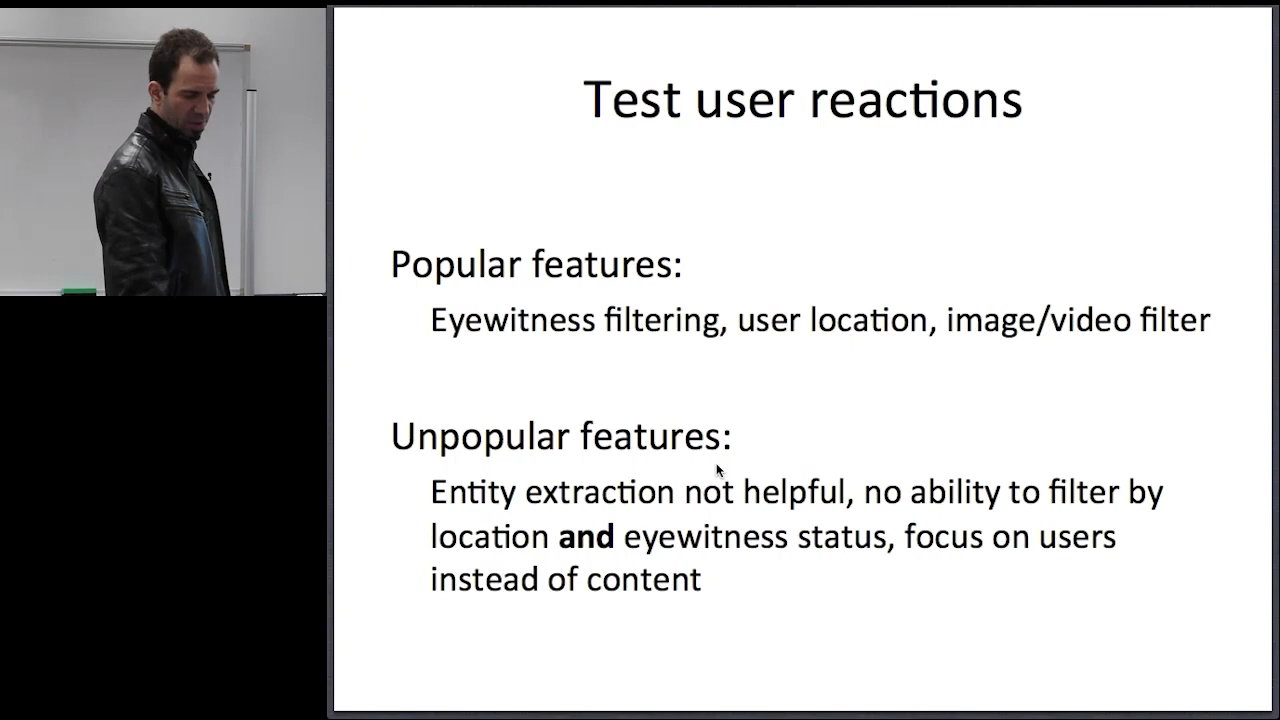 Test user reactions
Popular features:
Eyewitness filtering, user location, image/video filter
Unpopular features:
Entity extraction not helpful, no ability to filter by
location and eyewitness status, focus on users
instead of content